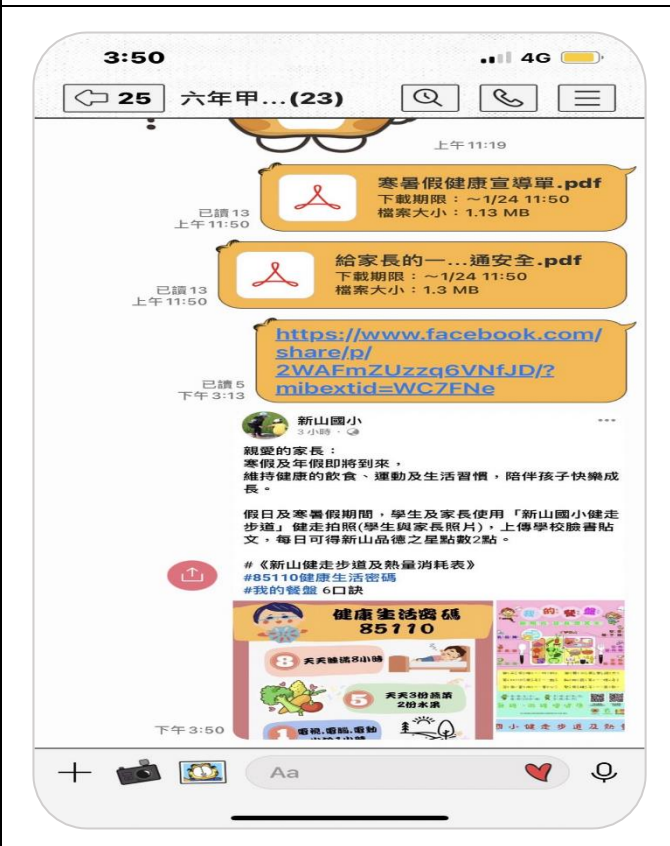 3:50
4G
25 六年甲...(23)
上午 11:19
寒暑假健康宣導單.pdf
下載期限：~1/24 11:50
檔案大小：1.13 MB
已讀 13
上午 11:50
給家長的一...通安全.pdf
下載期限：~1/24 11:50
檔案大小：1.3 MB
已讀 13
上午 11:50
https://www.facebook.com/
share/p/
2WAFmZUzzq6VNfJD/?
mibextid=WC7FNe
已讀 5
下午 3:13
新山國小
3 小時
親愛的家長：
寒假及年假即將到來，
維持健康的飲食、運動及生活習慣，陪伴孩子快樂成
長。
假日及寒暑假期間，學生及家長使用「新山國小健走
步道」健走拍照(學生與家長照片)，上傳學校臉書貼
文，每日可得新山品德之星點數2點。
#《新山健走步道及熱量消耗表》
#85110健康生活密碼
#我的餐盤 6口訣
健康生活密碼
85110
8 天天睡滿8小時
5 天天3份蔬菜
2份水果
1
我的餐盤
國小健走步道及熱
下午 3:50
Aa